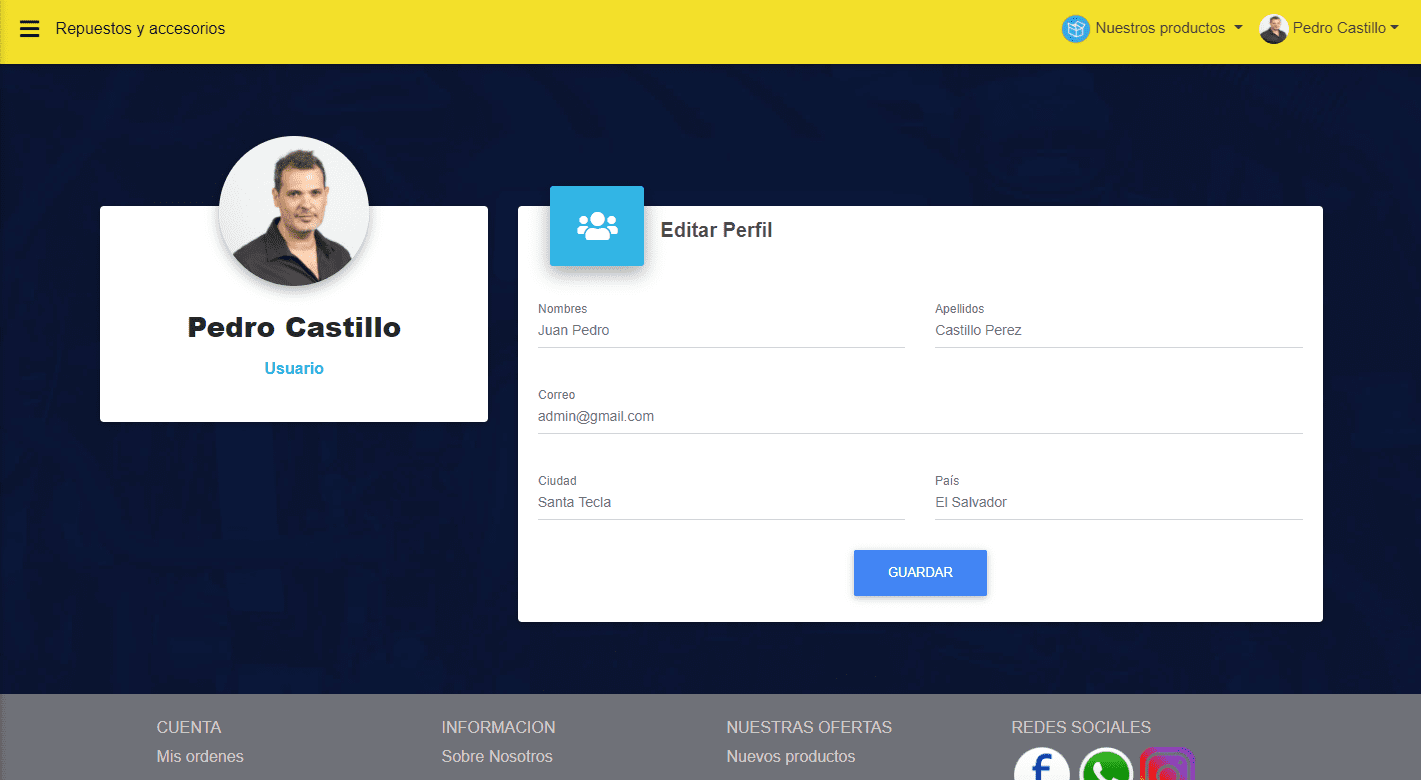 Repuestos y accesorios
Nuestros productos
Pedro Castillo
Pedro Castillo
Usuario
Editar Perfil
Nombres
Apellidos
Juan Pedro
Castillo Perez
Correo
admin@gmail.com
Ciudad
País
Santa Tecla
El Salvador
GUARDAR
CUENTA
INFORMACION
NUESTRAS OFERTAS
REDES SOCIALES
Mis ordenes
Sobre Nosotros
Nuevos productos